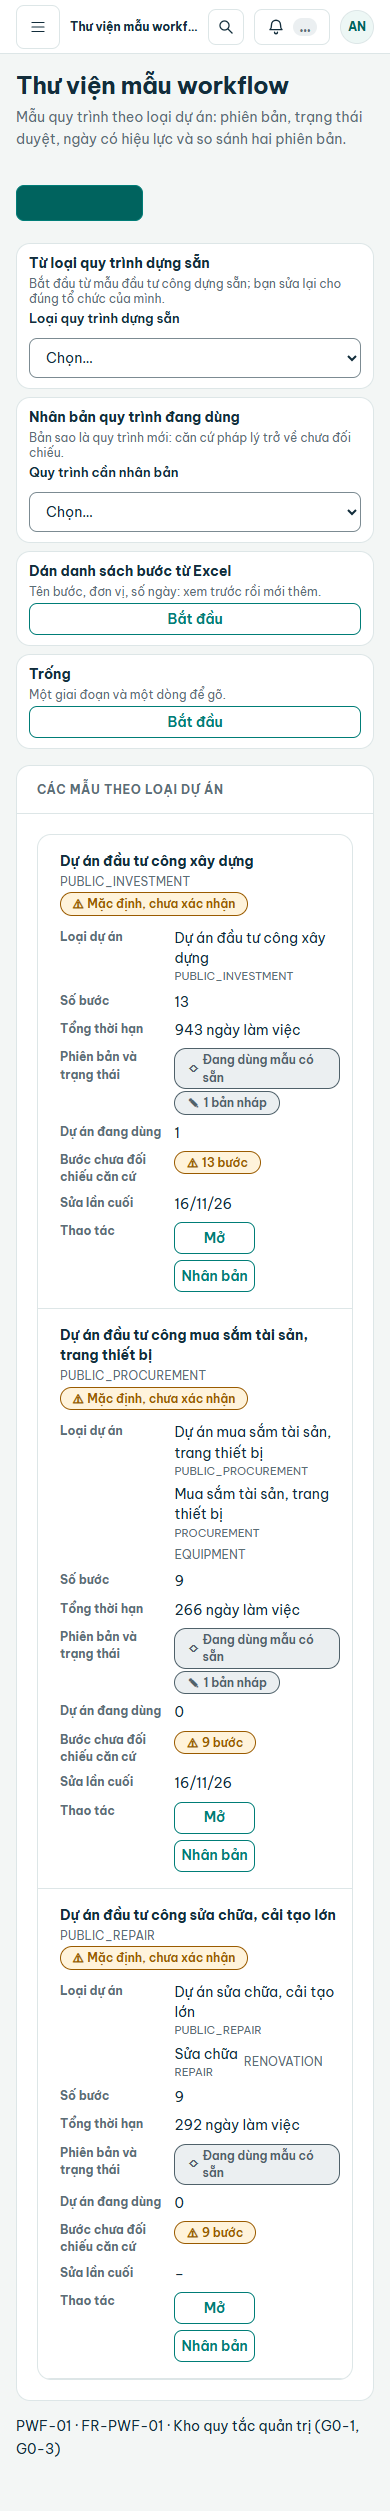 Thư viện mẫu workf...
...
AN
Thư viện mẫu workflow
Mẫu quy trình theo loại dự án: phiên bản, trạng thái
duyệt, ngày có hiệu lực và so sánh hai phiên bản.
Từ loại quy trình dựng sẵn
Bắt đầu từ mẫu đầu tư công dựng sẵn; bạn sửa lại cho
đúng tổ chức của mình.
Loại quy trình dựng sẵn
Chọn...
Nhân bản quy trình đang dùng
Bản sao là quy trình mới: căn cứ pháp lý trở về chưa đối
chiếu.
Quy trình cần nhân bản
Chọn...
Dán danh sách bước từ Excel
Tên bước, đơn vị, số ngày: xem trước rồi mới thêm.
Bắt đầu
Trống
Một giai đoạn và một dòng để gõ.
Bắt đầu
CÁC MẪU THEO LOẠI DỰ ÁN
Dự án đầu tư công xây dựng
PUBLIC_INVESTMENT
⚠ Mặc định, chưa xác nhận
Loại dự án
Dự án đầu tư công xây
dựng
PUBLIC_INVESTMENT
Số bước
13
Tổng thời hạn
943 ngày làm việc
Phiên bản và
trạng thái
◇ Đang dùng mẫu có
sẵn
✎ 1 bản nháp
Dự án đang dùng
1
Bước chưa đối
chiếu căn cứ
⚠ 13 bước
Sửa lần cuối
16/11/26
Thao tác
Mở
Nhân bản
Dự án đầu tư công mua sắm tài sản,
trang thiết bị
PUBLIC_PROCUREMENT
⚠ Mặc định, chưa xác nhận
Loại dự án
Dự án mua sắm tài sản,
trang thiết bị
PUBLIC_PROCUREMENT
Mua sắm tài sản, trang
thiết bị
PROCUREMENT
EQUIPMENT
Số bước
9
Tổng thời hạn
266 ngày làm việc
Phiên bản và
trạng thái
◇ Đang dùng mẫu có
sẵn
✎ 1 bản nháp
Dự án đang dùng
0
Bước chưa đối
chiếu căn cứ
⚠ 9 bước
Sửa lần cuối
16/11/26
Thao tác
Mở
Nhân bản
Dự án đầu tư công sửa chữa, cải tạo lớn
PUBLIC_REPAIR
⚠ Mặc định, chưa xác nhận
Loại dự án
Dự án sửa chữa, cải tạo
lớn
PUBLIC_REPAIR
Sửa chữa
REPAIR
RENOVATION
Số bước
9
Tổng thời hạn
292 ngày làm việc
Phiên bản và
trạng thái
◇ Đang dùng mẫu có
sẵn
Dự án đang dùng
0
Bước chưa đối
chiếu căn cứ
⚠ 9 bước
Sửa lần cuối
–
Thao tác
Mở
Nhân bản
PWF-01 · FR-PWF-01 · Kho quy tắc quản trị (G0-1,
G0-3)